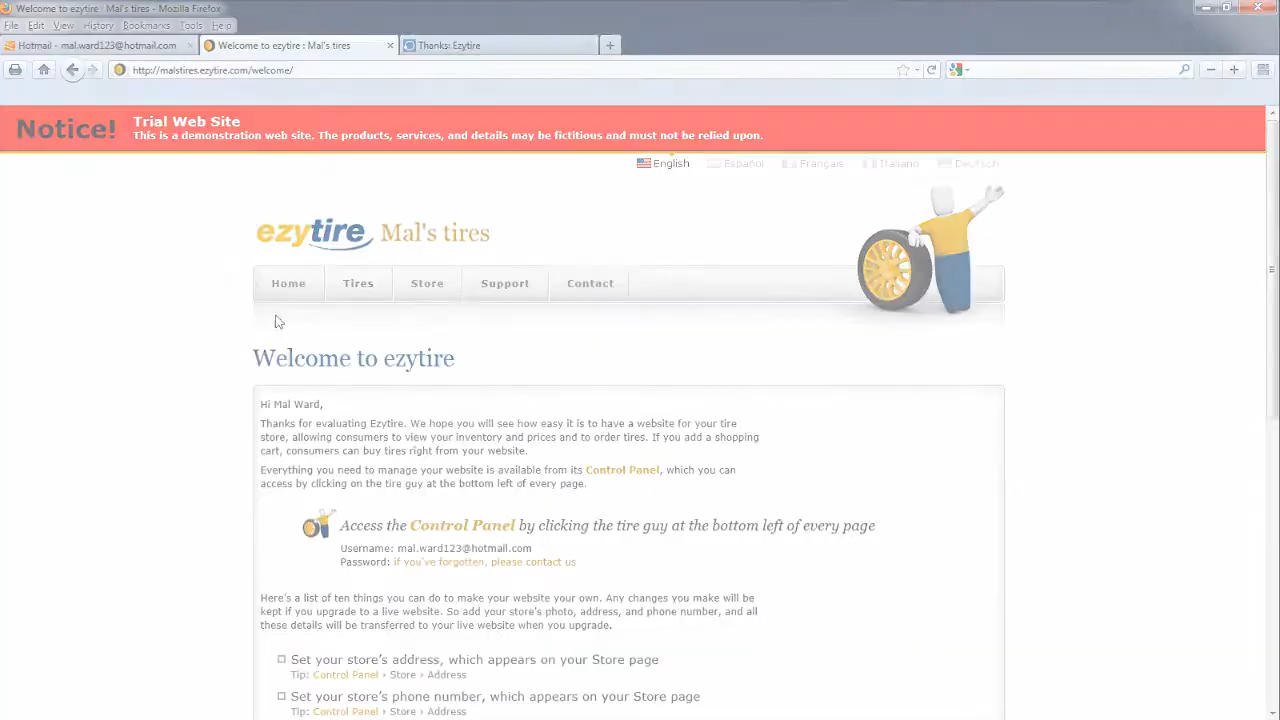 Welcome to ezytire : Mal's tires - Mozilla Firefox
File Edit View History Bookmarks Tools Help
Hotmail - mal.ward123@hotmail.com
Welcome to ezytire : Mal's tires
Thanks: Ezytire
http://malstires.ezytire.com/welcome/
Notice!
Trial Web Site
This is a demonstration web site. The products, services, and details may be fictitious and must not be relied upon.
English Español Français Italiano Deutsch
ezytire Mal's tires
Home Tires Store Support Contact
Welcome to ezytire
Hi Mal Ward,
Thanks for evaluating Ezytire. We hope you will see how easy it is to have a website for your tire
store, allowing consumers to view your inventory and prices and to order tires. If you add a shopping
cart, consumers can buy tires right from your website.
Everything you need to manage your website is available from its Control Panel, which you can
access by clicking on the tire guy at the bottom left of every page.
Access the Control Panel by clicking the tire guy at the bottom left of every page
Username: mal.ward123@hotmail.com
Password: if you've forgotten, please contact us
Here's a list of ten things you can do to make your website your own. Any changes you make will be
kept if you upgrade to a live website. So add your store's photo, address, and phone number, and all
these details will be transferred to your live website when you upgrade.
Set your store's address, which appears on your Store page
Tip: Control Panel › Store › Address
Set your store's phone number, which appears on your Store page
Tip: Control Panel › Store › Address